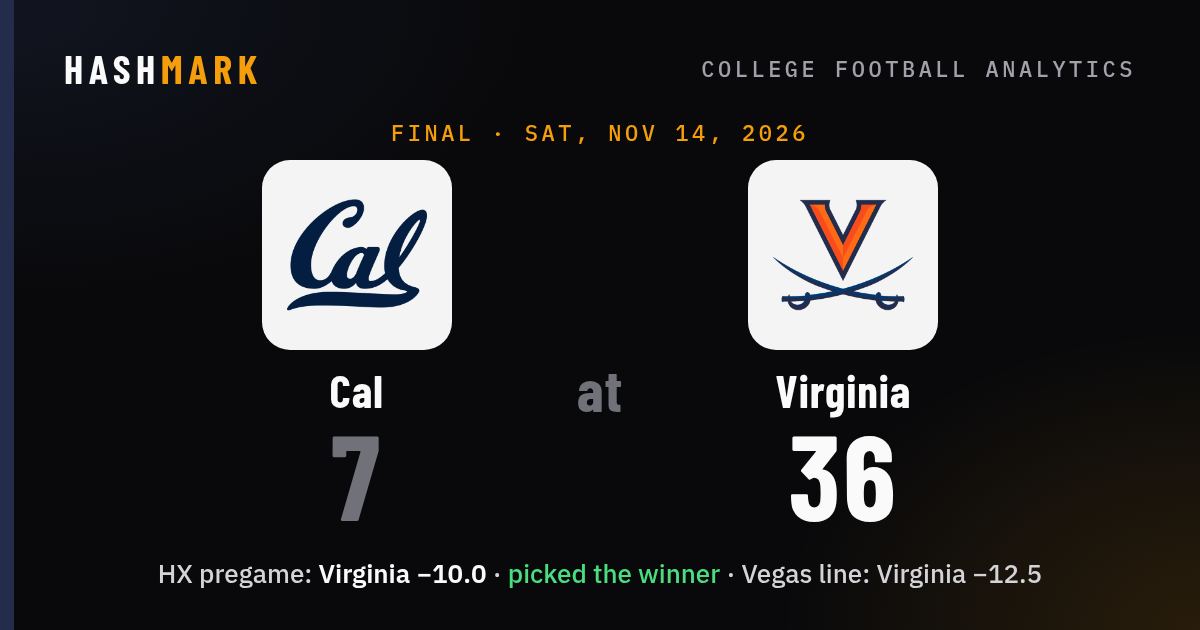 HASHMARK
COLLEGE FOOTBALL ANALYTICS
FINAL · SAT, NOV 14, 2026
Cal
V
Cal
at
Virginia
7
36
HX pregame: Virginia −10.0 · picked the winner · Vegas line: Virginia −12.5